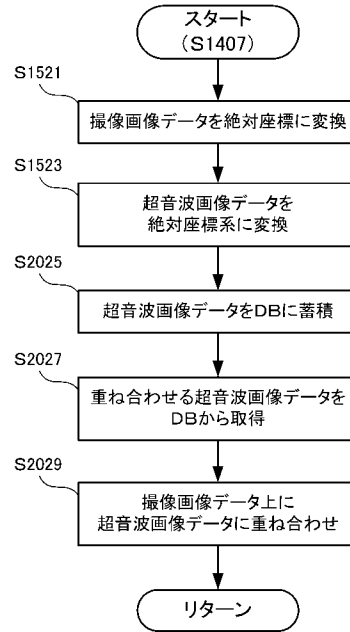 スタート
(S1407)
S1521
撮像画像データを絶対座標に変換
S1523
超音波画像データを
絶対座標系に変換
S2025
超音波画像データをDBに蓄積
S2027
重ね合わせる超音波画像データを
DBから取得
S2029
撮像画像データ上に
超音波画像データに重ね合わせ
リターン